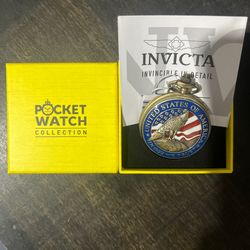 INVICTA
INVINCIBLE IN DETAIL
POCKET
WATCH
COLLECTION
UNITED STATES OF AMERICA